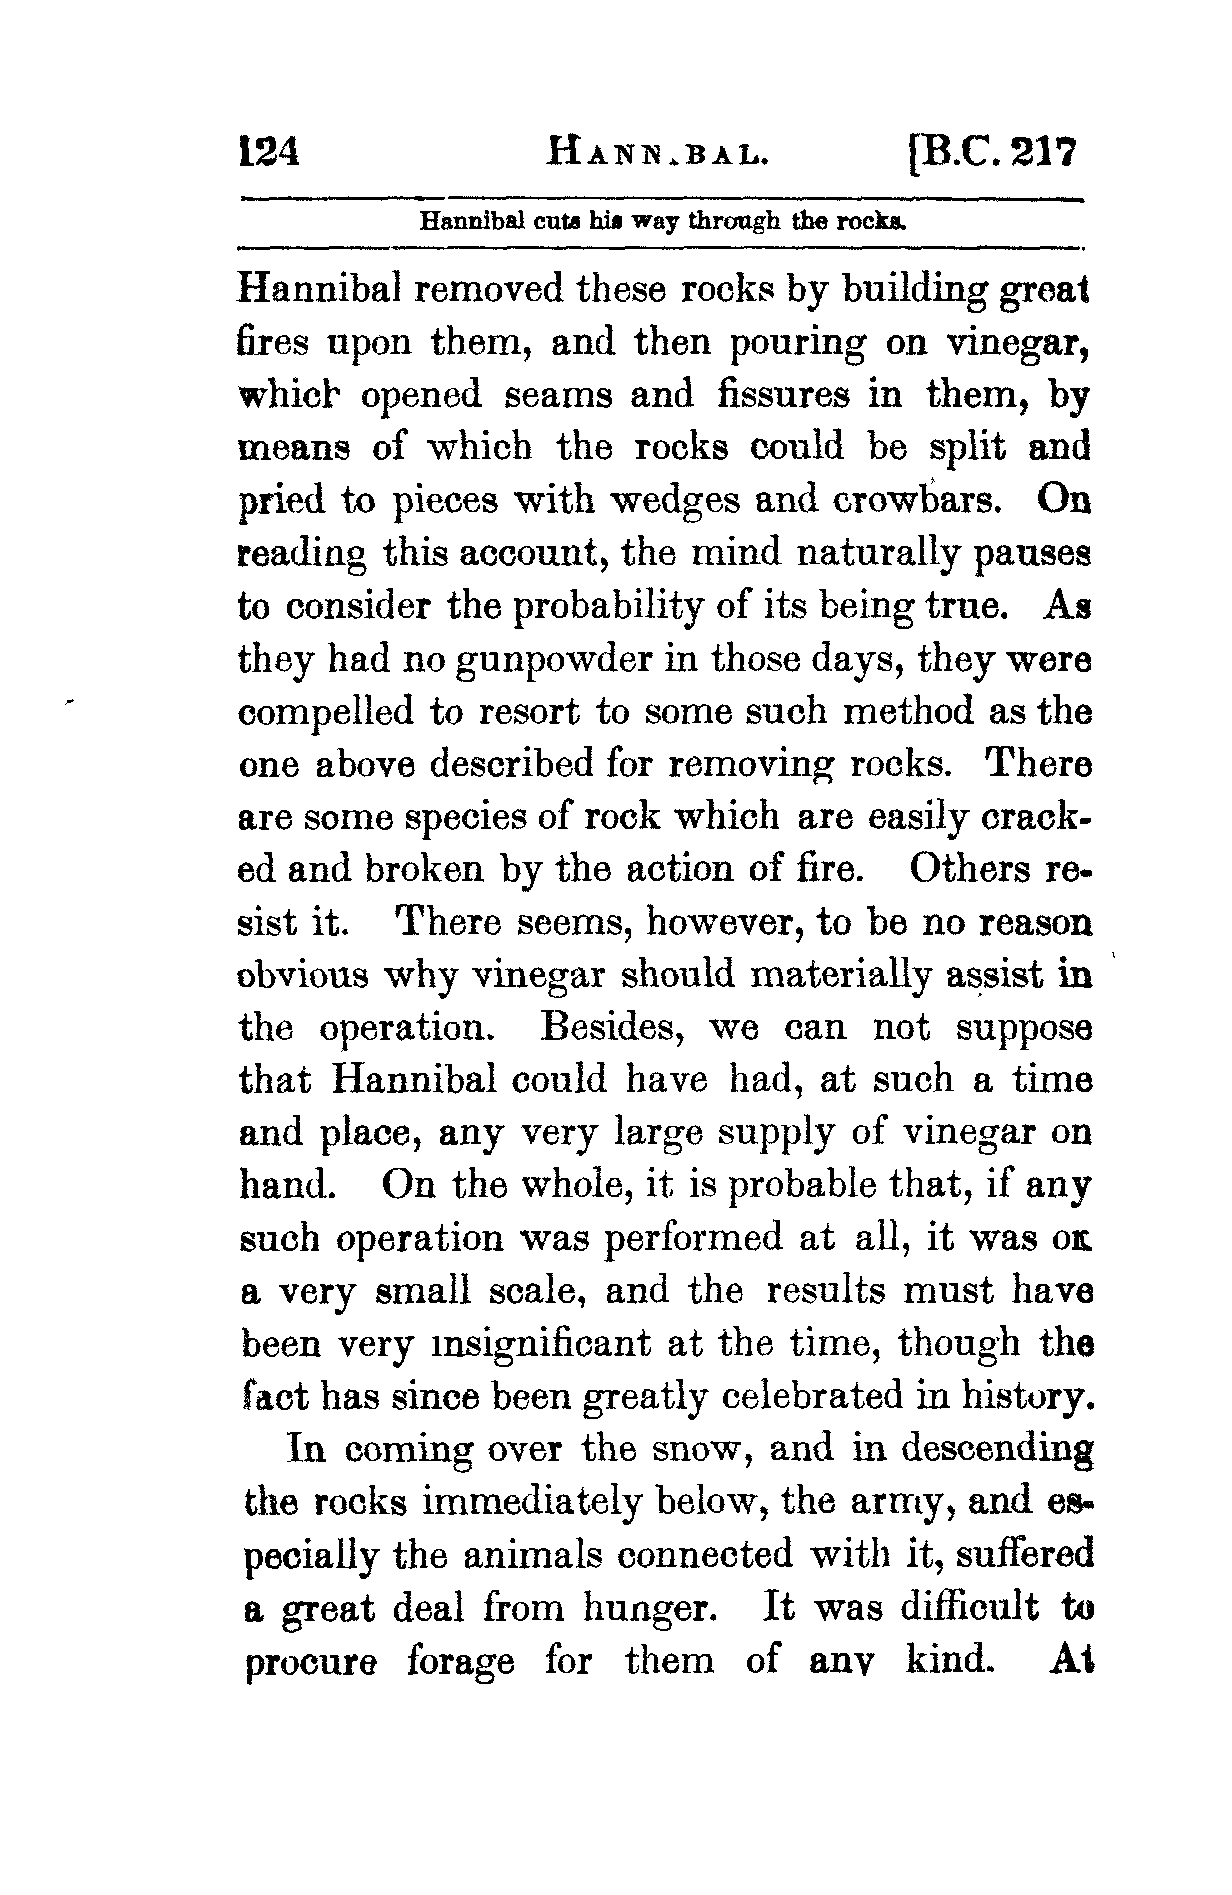 124 HANNIBAL. [B.C. 217
Hannibal cuts his way through the rocks.
Hannibal removed these rocks by building great
fires upon them, and then pouring on vinegar,
which opened seams and fissures in them, by
means of which the rocks could be split and
pried to pieces with wedges and crowbars. On
reading this account, the mind naturally pauses
to consider the probability of its being true. As
they had no gunpowder in those days, they were
compelled to resort to some such method as the
one above described for removing rocks. There
are some species of rock which are easily crack-
ed and broken by the action of fire. Others re-
sist it. There seems, however, to be no reason
obvious why vinegar should materially assist in
the operation. Besides, we can not suppose
that Hannibal could have had, at such a time
and place, any very large supply of vinegar on
hand. On the whole, it is probable that, if any
such operation was performed at all, it was on
a very small scale, and the results must have
been very insignificant at the time, though the
fact has since been greatly celebrated in history.
In coming over the snow, and in descending
the rocks immediately below, the army, and es-
pecially the animals connected with it, suffered
a great deal from hunger. It was difficult to
procure forage for them of any kind. At